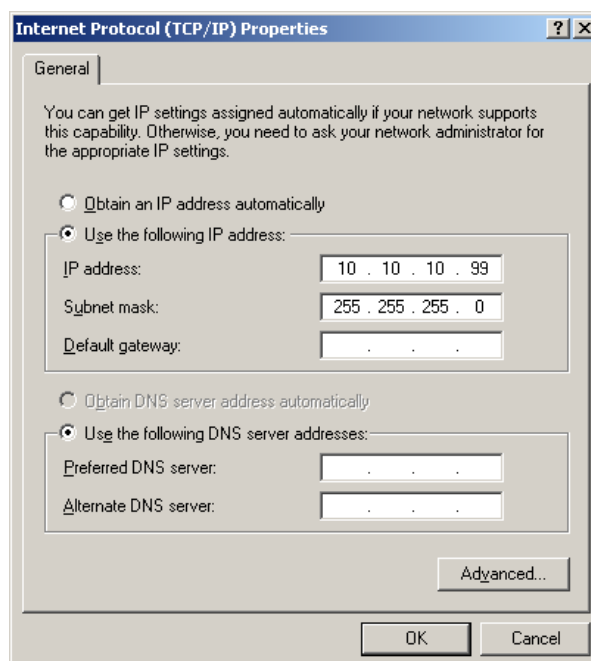 Internet Protocol (TCP/IP) Properties
General
You can get IP settings assigned automatically if your network supports
this capability. Otherwise, you need to ask your network administrator for
the appropriate IP settings.
Obtain an IP address automatically
Use the following IP address:
IP address: 10 . 10 . 10 . 99
Subnet mask: 255 . 255 . 255 . 0
Default gateway: . . .
Obtain DNS server address automatically
Use the following DNS server addresses:
Preferred DNS server: . . .
Alternate DNS server: . . .
Advanced...
OK Cancel